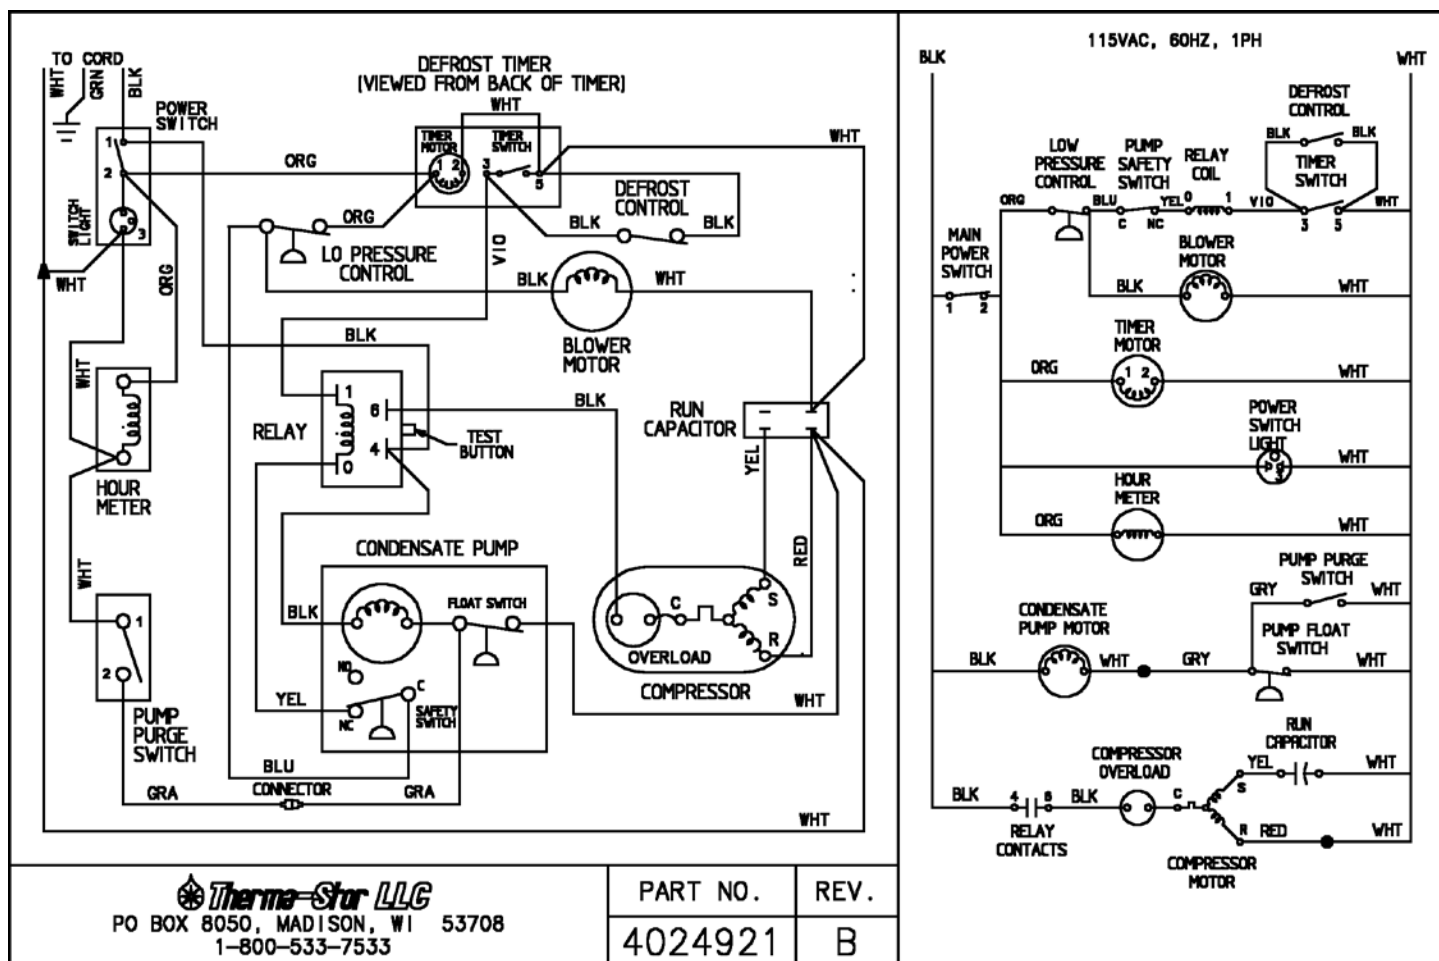 TO CORD
WHT
GRN
BLK
POWER
SWITCH
1
2
3
SWITCH
LIGHT
WHT
ORG
ORG
DEFROST TIMER
(VIEWED FROM BACK OF TIMER)
WHT
TIMER
MOTOR
TIMER
SWITCH
1 2
3
5
WHT
ORG
LO PRESSURE
CONTROL
VIO
DEFROST
CONTROL
BLK
BLK
BLK
WHT
BLOWER
MOTOR
BLK
WHT
HOUR
METER
RELAY
1
0
6
4
TEST
BUTTON
BLK
RUN
CAPACITOR
YEL
RED
WHT
1
2
PUMP
PURGE
SWITCH
CONDENSATE PUMP
BLK
FLOAT SWITCH
NO
NC
C
SAFETY
SWITCH
YEL
BLU
GRA
CONNECTOR
GRA
C
S
R
OVERLOAD
COMPRESSOR
WHT
WHT
Therma-Stor LLC
PO BOX 8050, MADISON, WI 53708
1-800-533-7533
PART NO.
4024921
REV.
B
115VAC, 60HZ, 1PH
BLK
WHT
DEFROST
CONTROL
BLK
BLK
TIMER
SWITCH
LOW
PRESSURE
CONTROL
PUMP
SAFETY
SWITCH
RELAY
COIL
ORG
BLU
YEL
0
1
VIO
WHT
C
NC
3
5
MAIN
POWER
SWITCH
1
2
BLOWER
MOTOR
BLK
WHT
TIMER
MOTOR
ORG
1 2
WHT
POWER
SWITCH
LIGHT
3
WHT
HOUR
METER
ORG
WHT
PUMP PURGE
SWITCH
GRY
WHT
CONDENSATE
PUMP MOTOR
PUMP FLOAT
SWITCH
BLK
WHT
GRY
WHT
RUN
CAPACITOR
COMPRESSOR
OVERLOAD
YEL
WHT
BLK
4
6
BLK
C
S
R
RED
WHT
RELAY
CONTACTS
COMPRESSOR
MOTOR